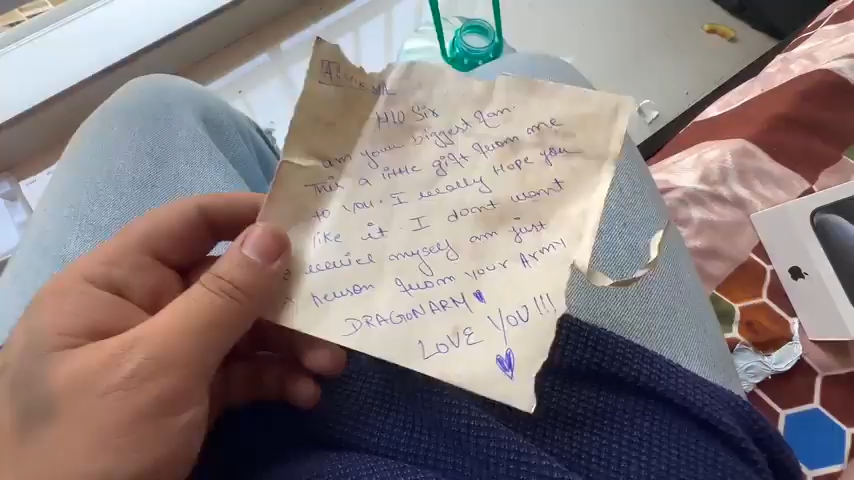 HlO Sir
am your biggest fan.
This a little gift from me
to you. I really Hope you
like it. I dont want
myself am just
person from your Army
DRAGONARMY
LOVE YOU!!!